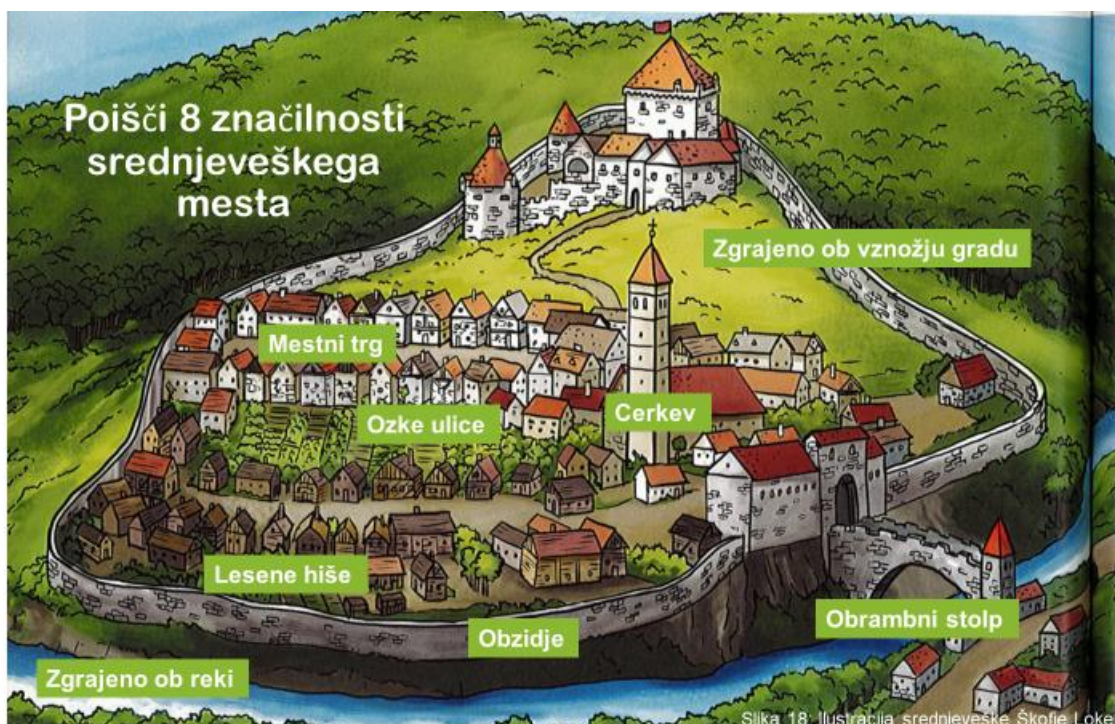 Poišči 8 značilnosti
srednjeveškega
mesta
Zgrajeno ob vznožju gradu
Mestni trg
Ozke ulice
Cerkev
Lesene hiše
Obzidje
Obrambni stolp
Zgrajeno ob reki
Slika 18: Ilustracija srednjeveške Škofje Loke